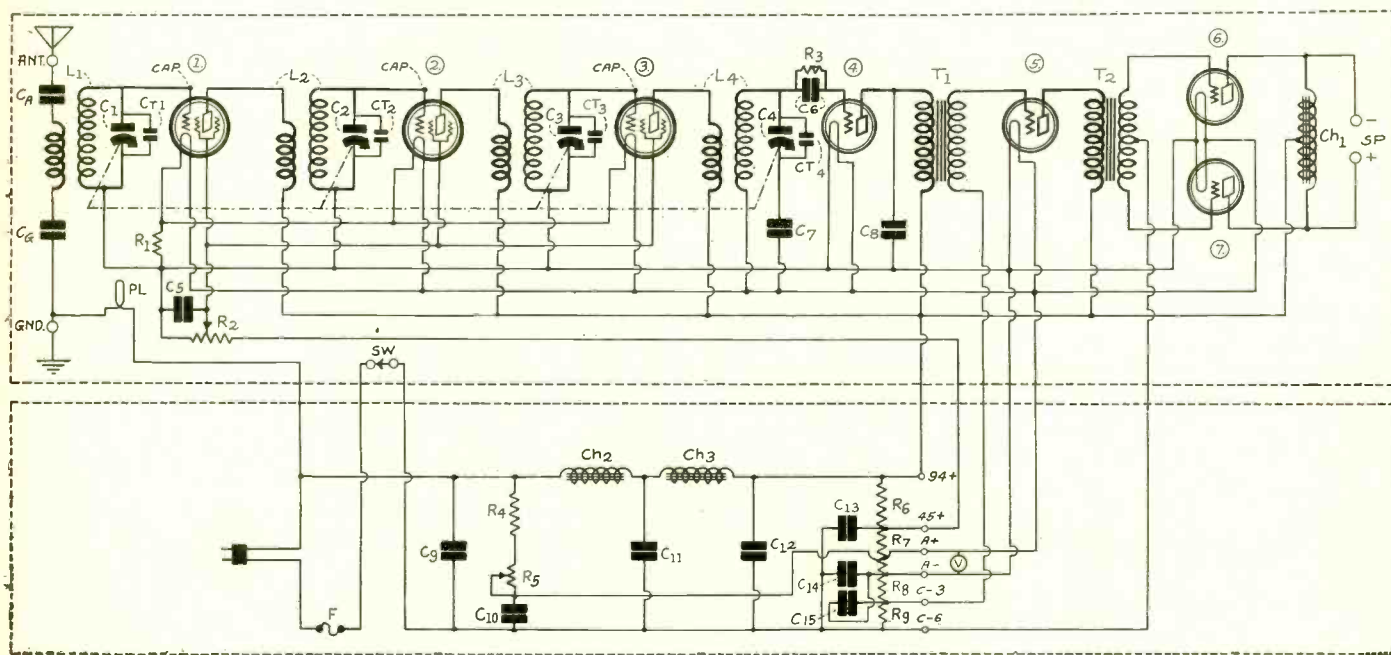 ANT.
CA
L1
C1
CT1
CAP
1
L2
C2
CT2
CAP
2
L3
C3
CT3
CAP
3
L4
C4
CT4
R3
C6
4
T1
5
T2
6
7
Ch1
-
SP
+
CG
R1
C7
C8
PL
C5
R2
GND.
SW
Ch2
Ch3
94+
R4
R6
C13
45+
R7
A+
C9
C11
C12
V
R5
C14
A-
R8
C-3
C10
C15
R9
C-6
F